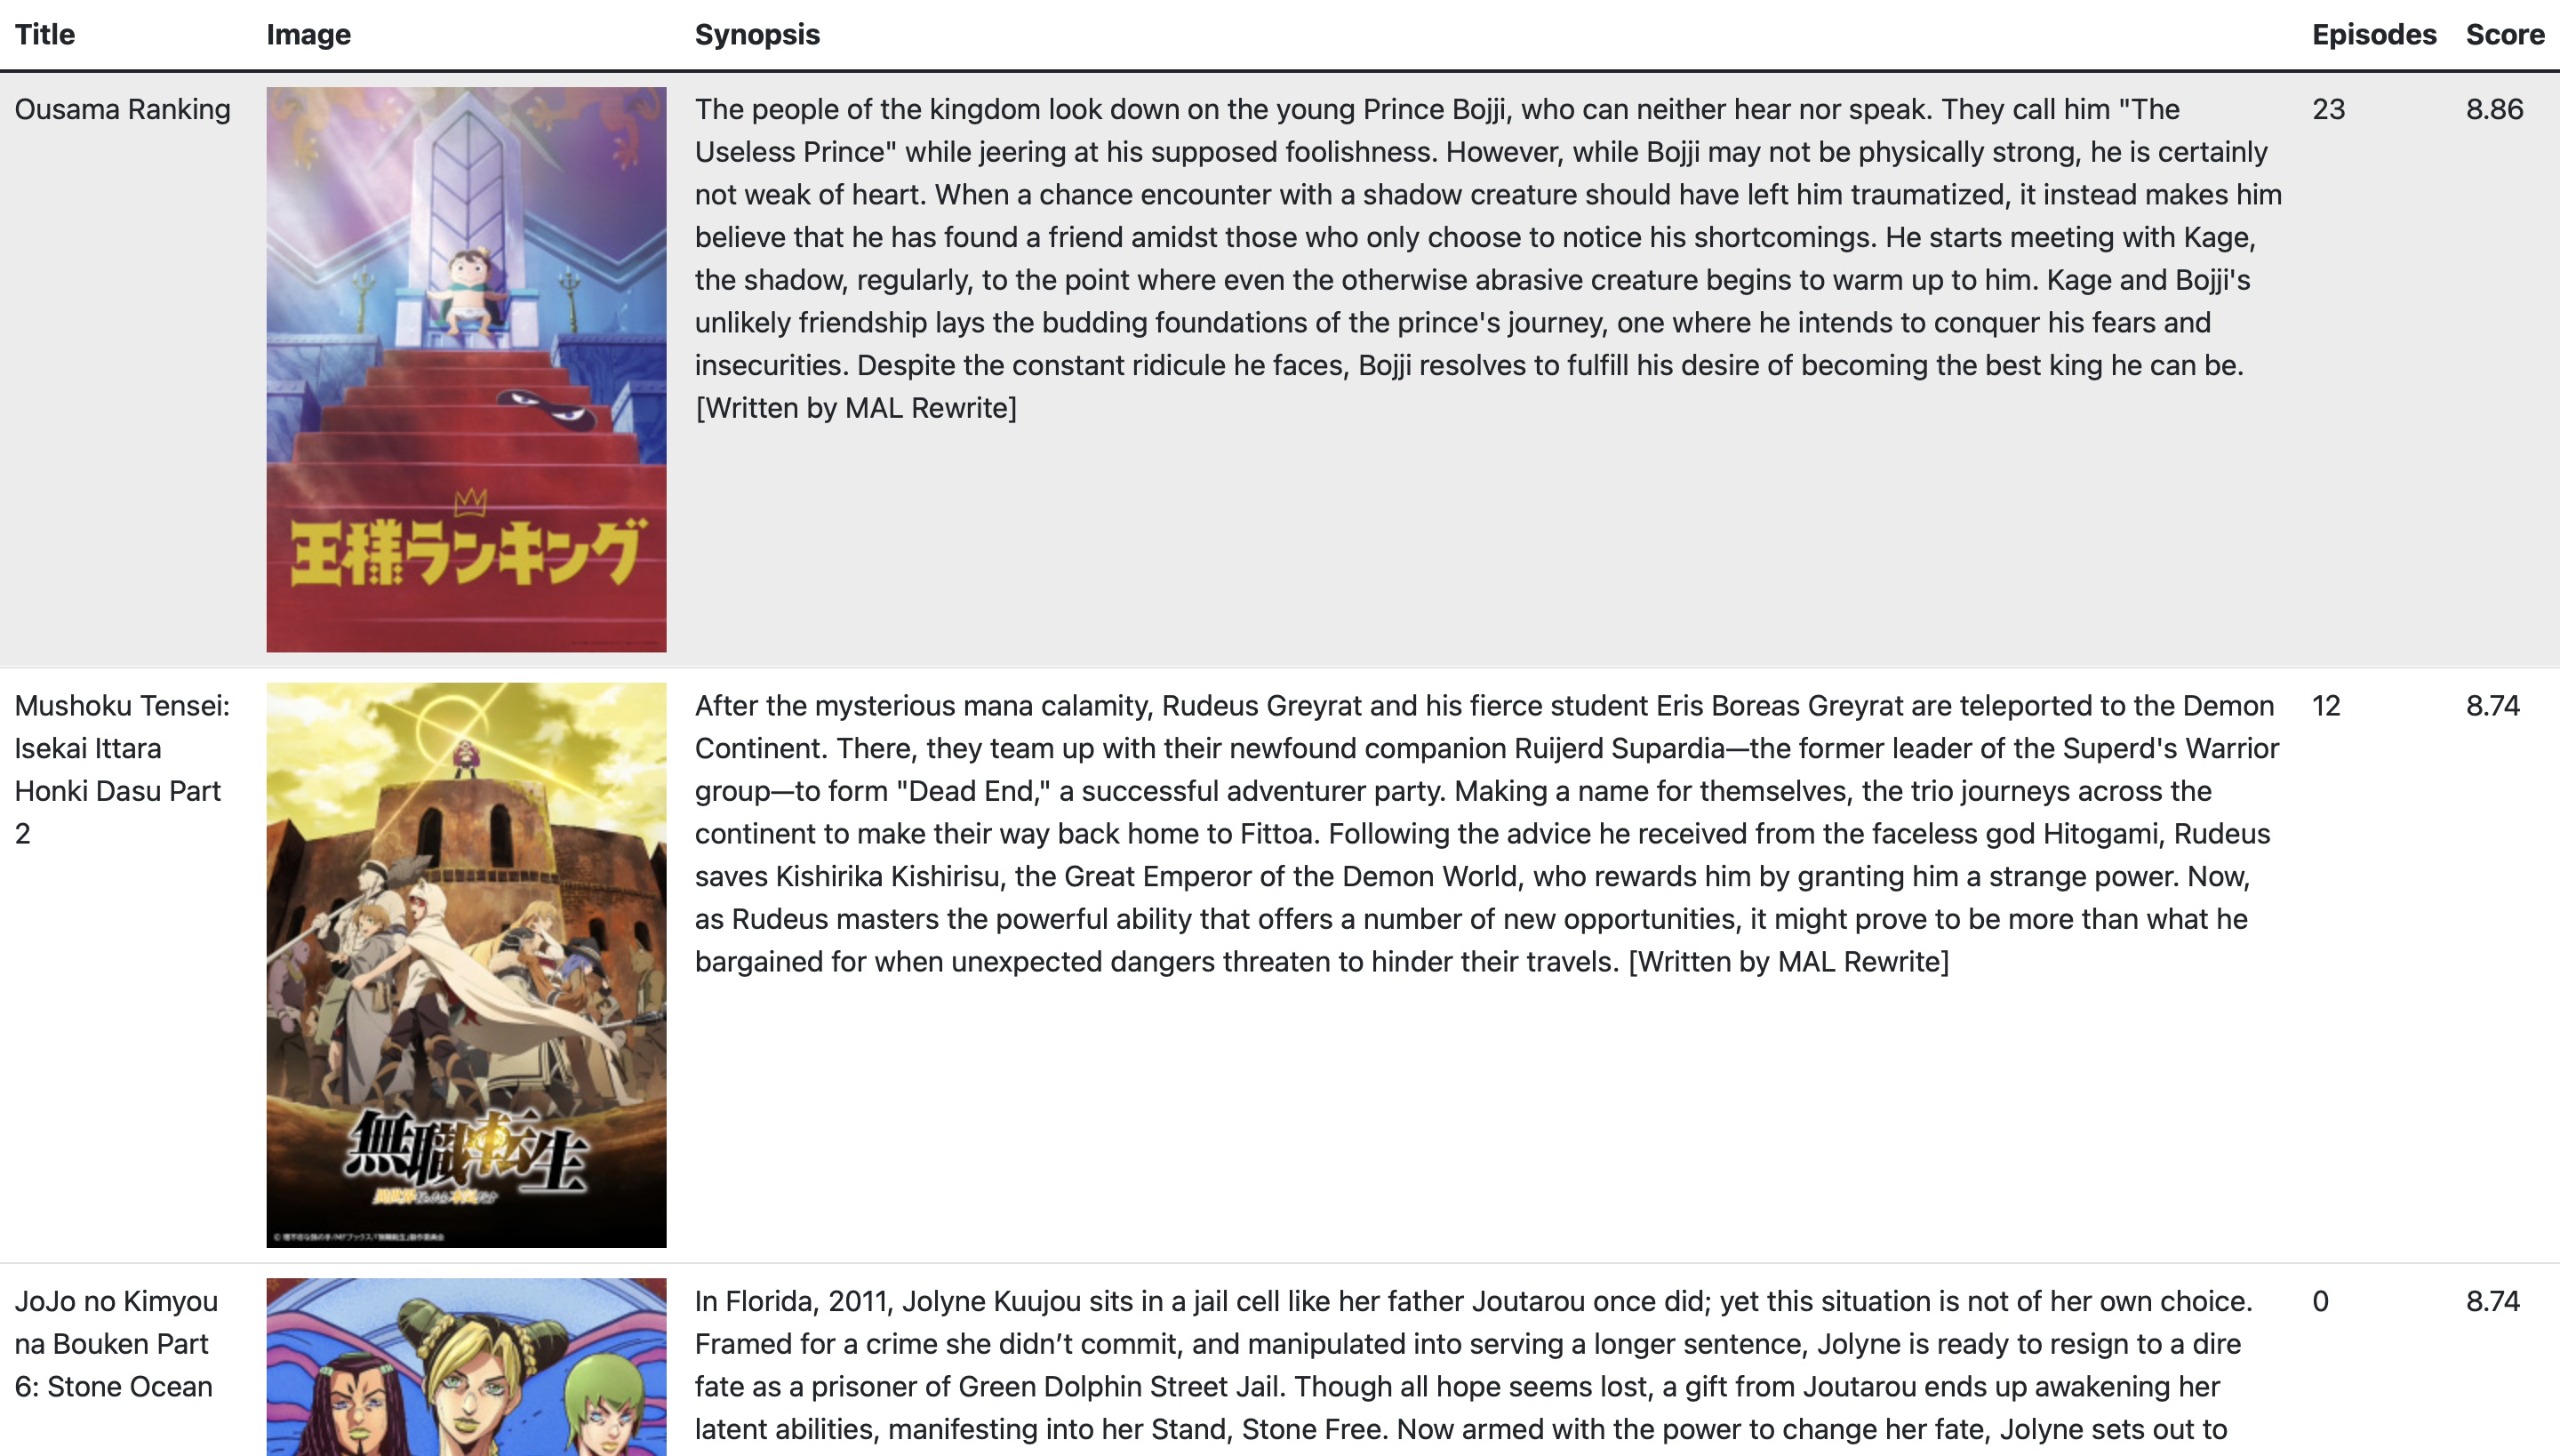 Title Image Synopsis Episodes Score
Ousama Ranking
王様ランキング
The people of the kingdom look down on the young Prince Bojji, who can neither hear nor speak. They call him "The
Useless Prince" while jeering at his supposed foolishness. However, while Bojji may not be physically strong, he is certainly
not weak of heart. When a chance encounter with a shadow creature should have left him traumatized, it instead makes him
believe that he has found a friend amidst those who only choose to notice his shortcomings. He starts meeting with Kage,
the shadow, regularly, to the point where even the otherwise abrasive creature begins to warm up to him. Kage and Bojji's
unlikely friendship lays the budding foundations of the prince's journey, one where he intends to conquer his fears and
insecurities. Despite the constant ridicule he faces, Bojji resolves to fulfill his desire of becoming the best king he can be.
[Written by MAL Rewrite]
23
8.86
Mushoku Tensei:
Isekai Ittara
Honki Dasu Part
2
無職転生
After the mysterious mana calamity, Rudeus Greyrat and his fierce student Eris Boreas Greyrat are teleported to the Demon
Continent. There, they team up with their newfound companion Ruijerd Supardia—the former leader of the Superd's Warrior
group—to form "Dead End," a successful adventurer party. Making a name for themselves, the trio journeys across the
continent to make their way back home to Fittoa. Following the advice he received from the faceless god Hitogami, Rudeus
saves Kishirika Kishirisu, the Great Emperor of the Demon World, who rewards him by granting him a strange power. Now,
as Rudeus masters the powerful ability that offers a number of new opportunities, it might prove to be more than what he
bargained for when unexpected dangers threaten to hinder their travels. [Written by MAL Rewrite]
12
8.74
JoJo no Kimyou
na Bouken Part
6: Stone Ocean
In Florida, 2011, Jolyne Kuujou sits in a jail cell like her father Joutarou once did; yet this situation is not of her own choice.
Framed for a crime she didn’t commit, and manipulated into serving a longer sentence, Jolyne is ready to resign to a dire
fate as a prisoner of Green Dolphin Street Jail. Though all hope seems lost, a gift from Joutarou ends up awakening her
latent abilities, manifesting into her Stand, Stone Free. Now armed with the power to change her fate, Jolyne sets out to
0
8.74